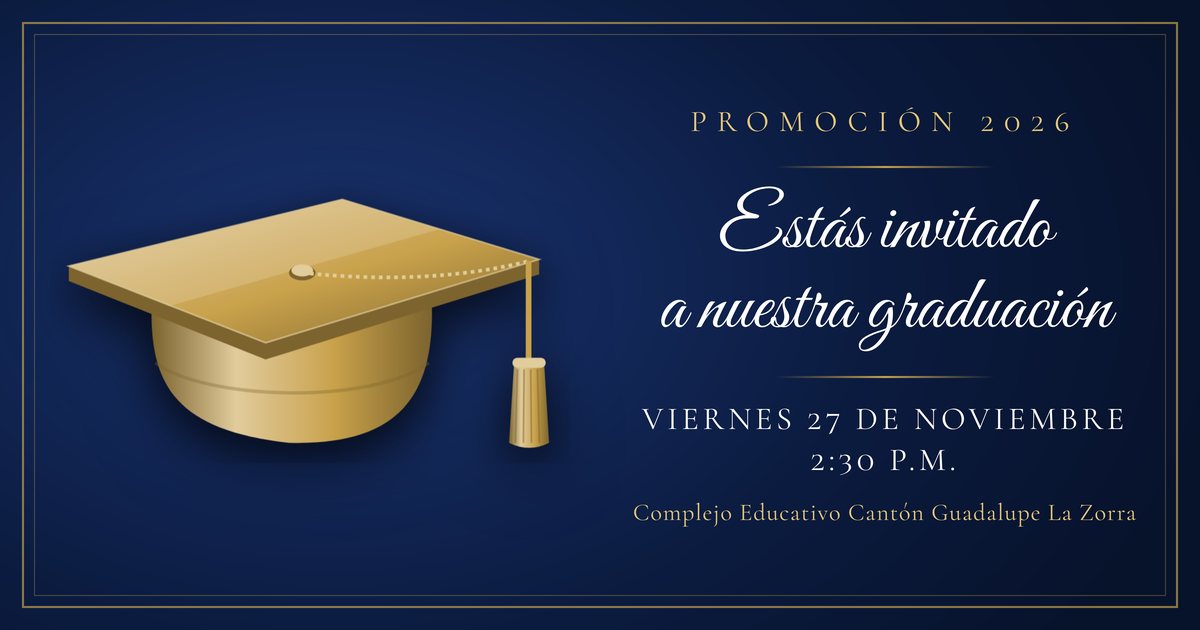 PROMOCIÓN 2026
Estás invitado
a nuestra graduación
VIERNES 27 DE NOVIEMBRE
2:30 P.M.
Complejo Educativo Cantón Guadalupe La Zorra